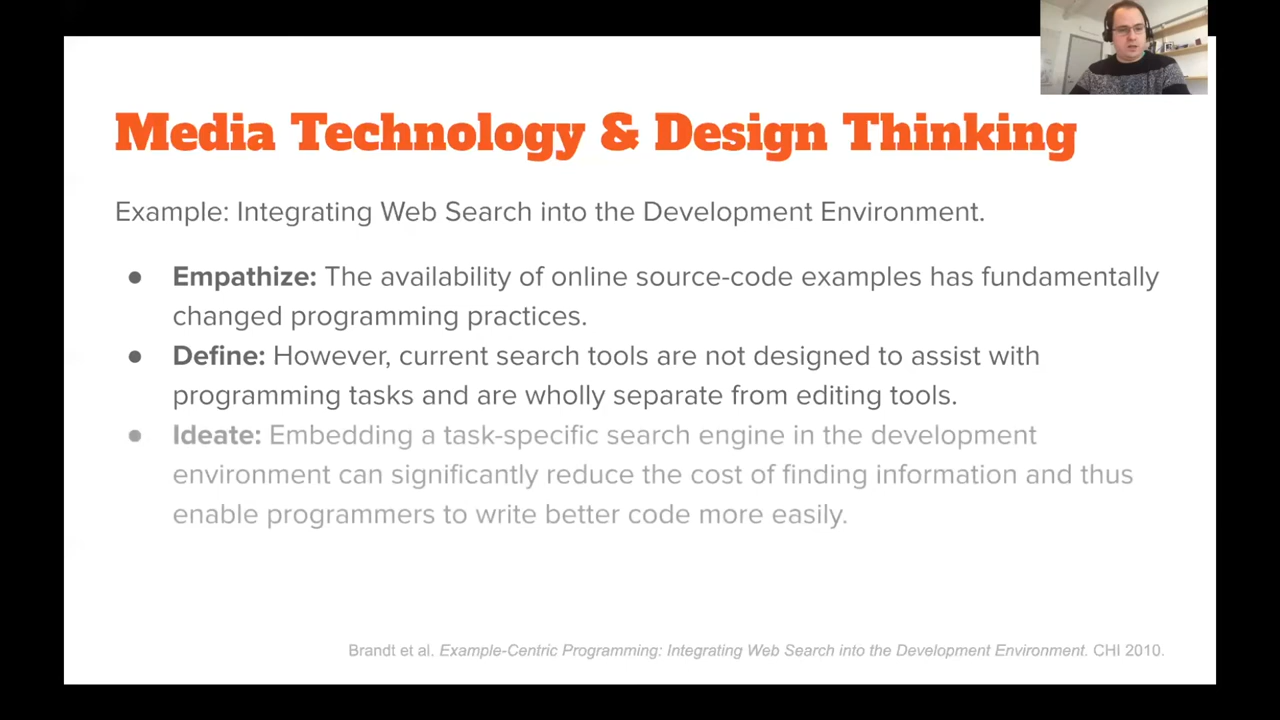 Media Technology & Design Thinking
Example: Integrating Web Search into the Development Environment.
● Empathize: The availability of online source-code examples has fundamentally
changed programming practices.
● Define: However, current search tools are not designed to assist with
programming tasks and are wholly separate from editing tools.
● Ideate: Embedding a task-specific search engine in the development
environment can significantly reduce the cost of finding information and thus
enable programmers to write better code more easily.
Brandt et al. Example-Centric Programming: Integrating Web Search into the Development Environment. CHI 2010.